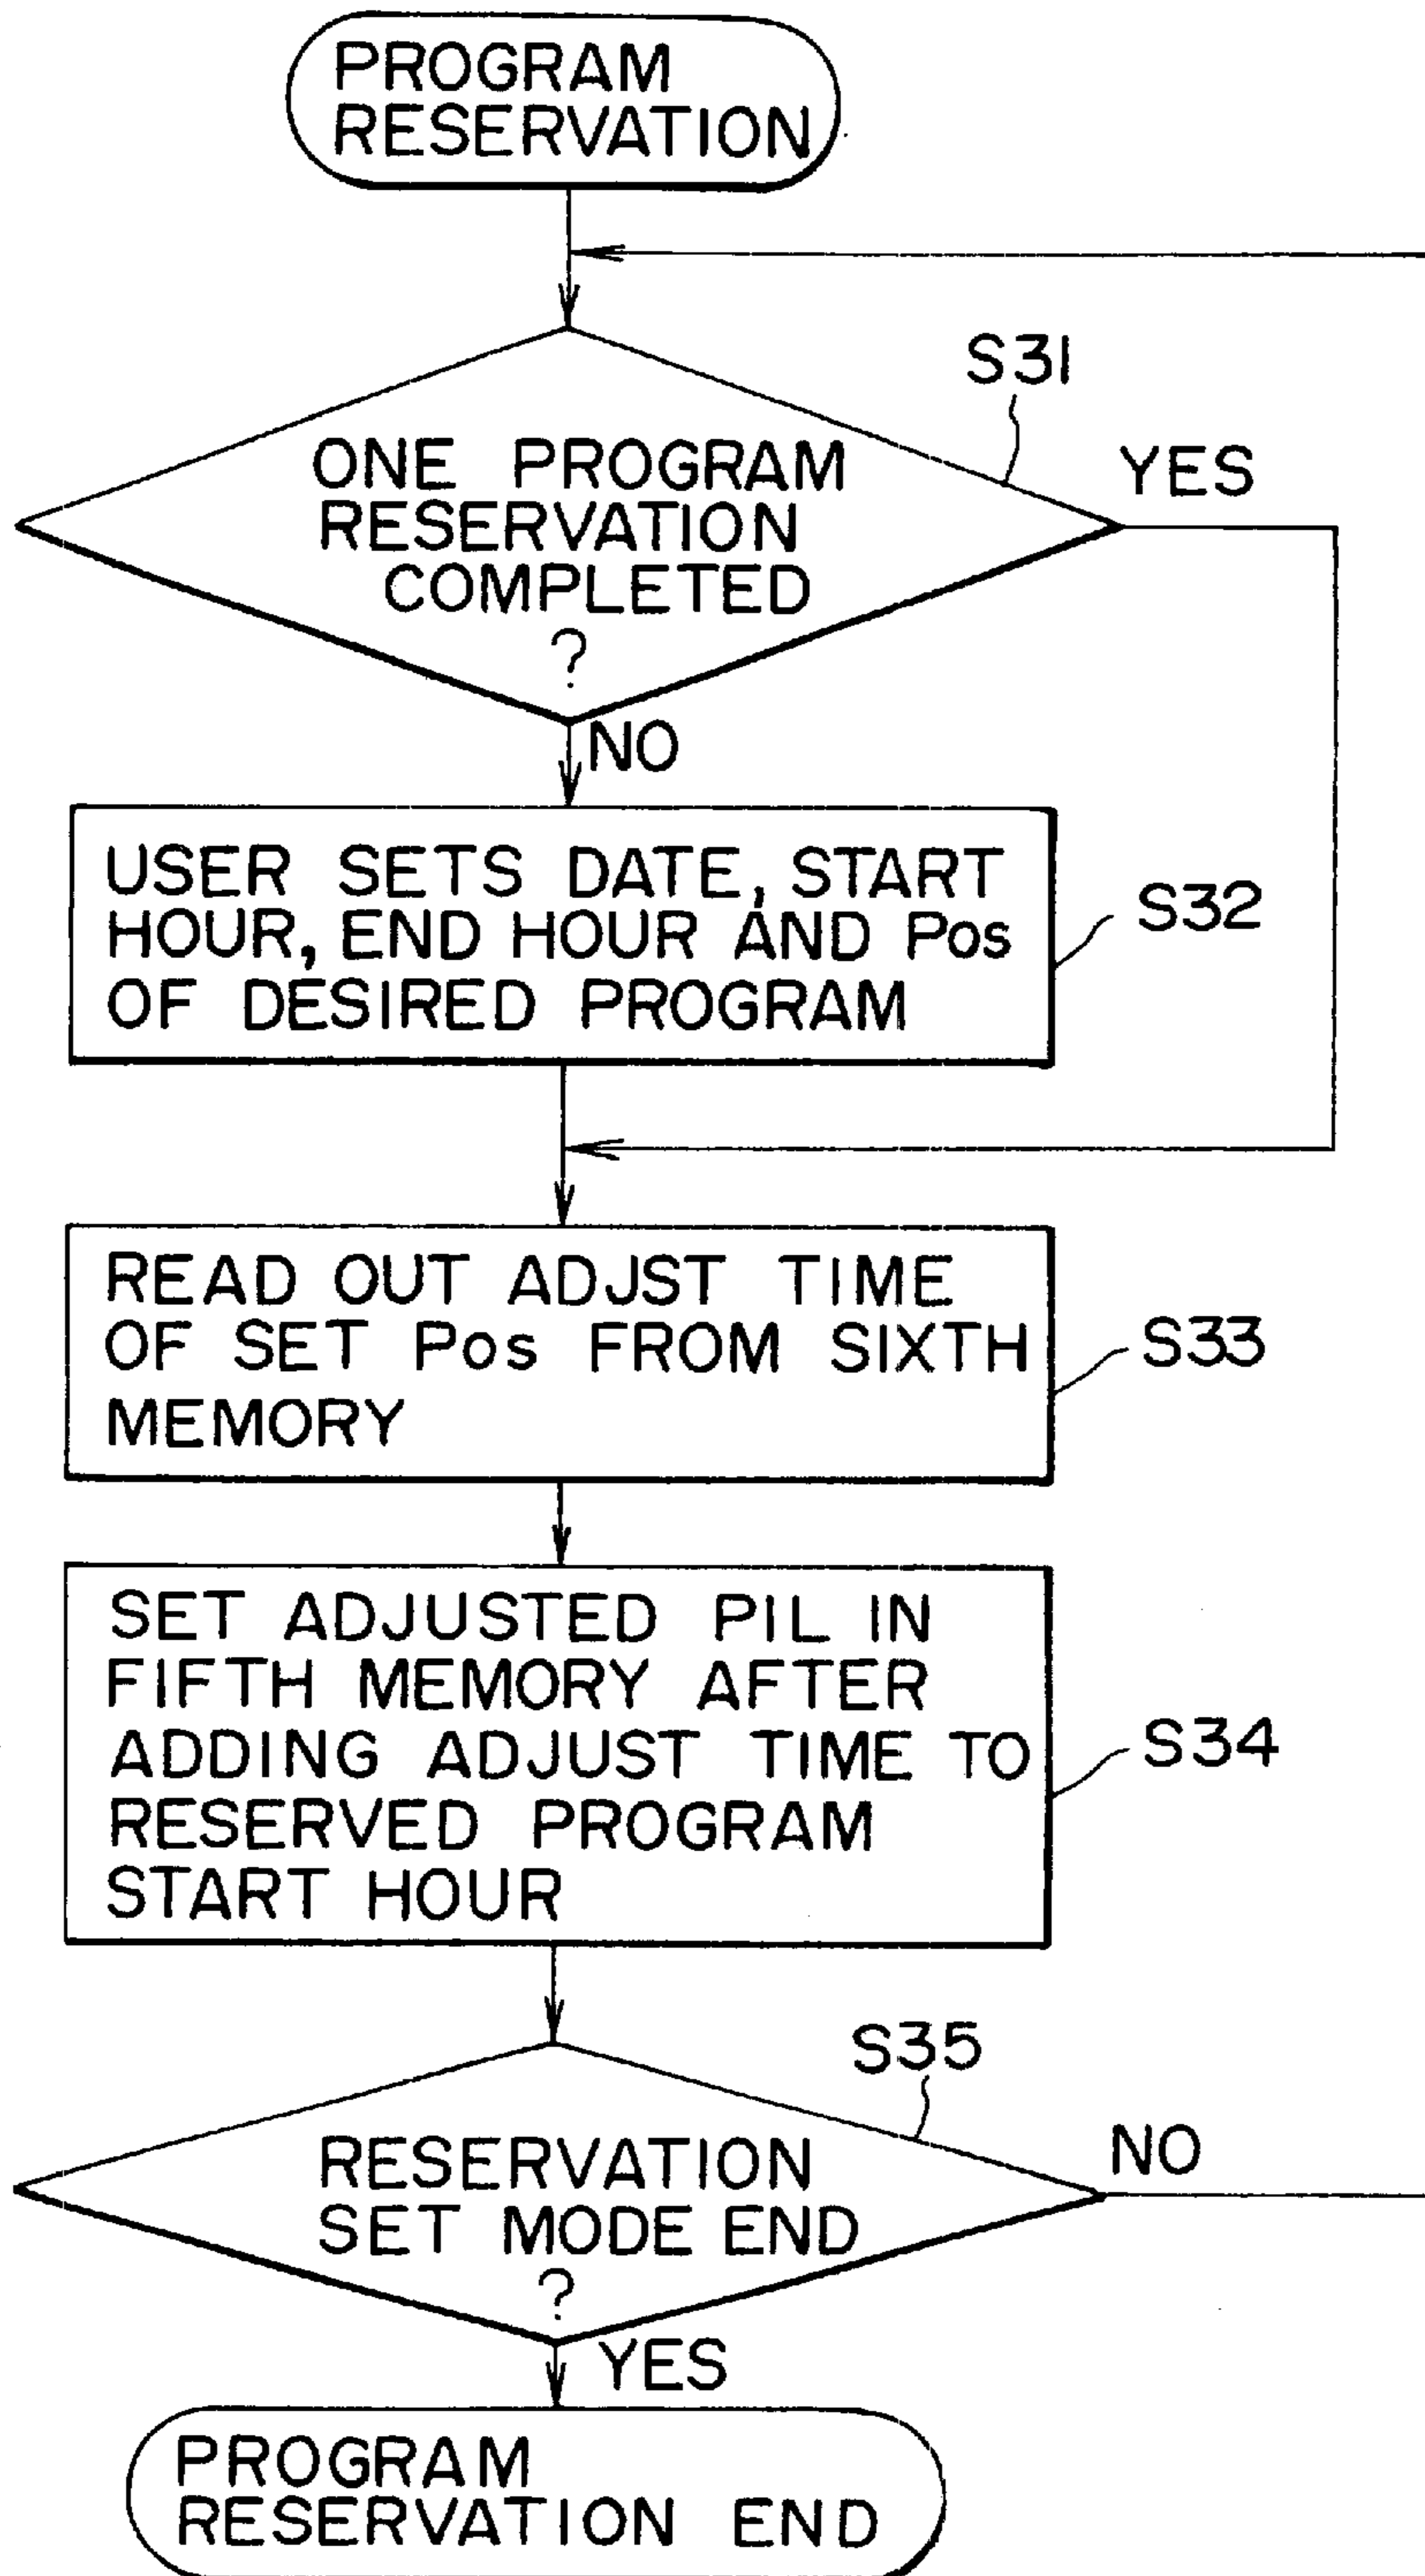 PROGRAM
RESERVATION
S31
ONE PROGRAM
RESERVATION
COMPLETED
?
YES
NO
USER SETS DATE, START
HOUR, END HOUR AND Pos
OF DESIRED PROGRAM
S32
READ OUT ADJST TIME
OF SET Pos FROM SIXTH
MEMORY
S33
SET ADJUSTED PIL IN
FIFTH MEMORY AFTER
ADDING ADJUST TIME TO
RESERVED PROGRAM
START HOUR
S34
S35
RESERVATION
SET MODE END
?
NO
YES
PROGRAM
RESERVATION END